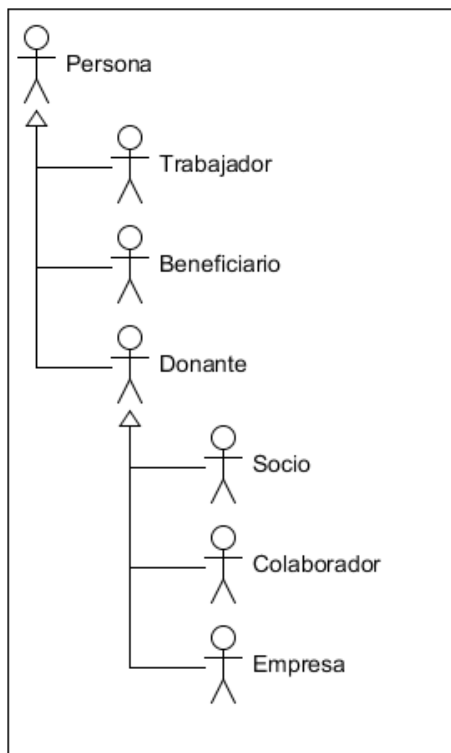 Persona
Trabajador
Beneficiario
Donante
Socio
Colaborador
Empresa